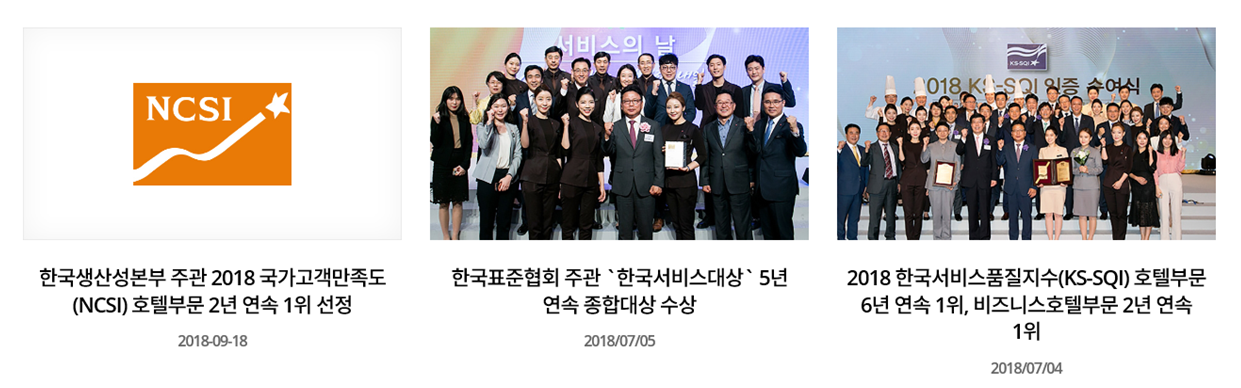 NCSI
서비스의 날
KS-SQI
2018 KS-SQI 인증 수여식
한국생산성본부 주관 2018 국가고객만족도
(NCSI) 호텔부문 2년 연속 1위 선정
2018-09-18
한국표준협회 주관 `한국서비스대상` 5년
연속 종합대상 수상
2018/07/05
2018 한국서비스품질지수(KS-SQI) 호텔부문
6년 연속 1위, 비즈니스호텔부문 2년 연속
1위
2018/07/04